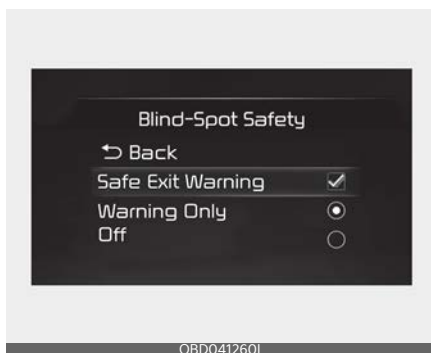 Blind-Spot Safety
Back
Safe Exit Warning
Warning Only
Off
OBD041260L